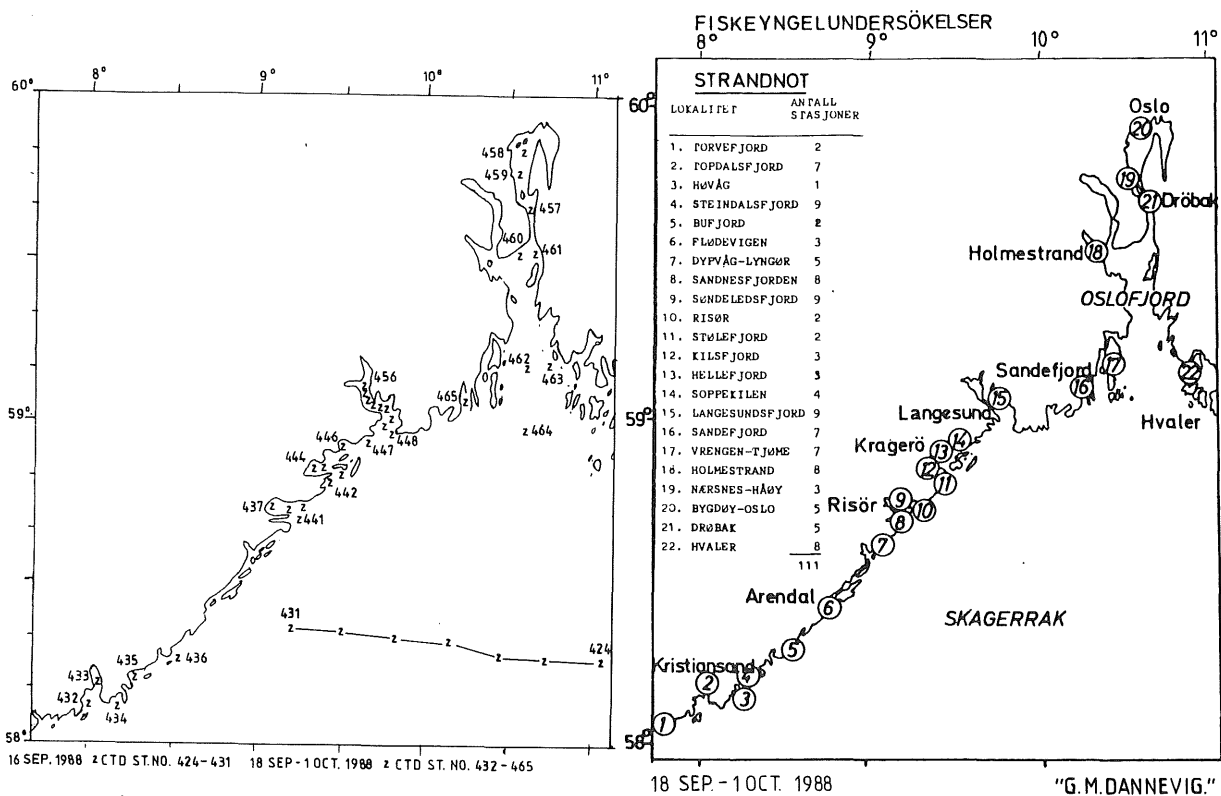 8° 9° 10° 11°
60°
458
459
457
460
461
462
463
456
465
59°
464
448
446
447
444
442
437
441
431
424
435
436
433
432
434
58°
16 SEP. 1988 Z CTD ST. NO. 424-431 18 SEP - 1 OCT. 1988 Z CTD ST. NO. 432-465
FISKEYNGELUNDERSÖKELSER
8° 9° 10° 11°
60°
STRANDNOT
LOKALITET ANTALL STASJONER
1. TORVEFJORD 2
2. TOPDALSFJORD 7
3. HØVÅG 1
4. STEINDALSFJORD 9
5. BUFJORD 2
6. FLØDEVIGEN 3
7. DYPVÅG-LYNGØR 5
8. SANDNESFJORDEN 8
9. SØNDELEDSFJORD 9
10. RISØR 2
11. STØLEFJORD 2
12. KILSFJORD 3
13. HELLEFJORD 3
14. SOPPEKILEN 4
15. LANGESUNDSFJORD 9
16. SANDEFJORD 7
17. VRENGEN-TJØME 7
18. HOLMESTRAND 8
19. NÆRSNES-HÅØY 3
20. BYGDØY-OSLO 5
21. DRØBAK 5
22. HVALER 8
111
Oslo
20
19
21 Dröbak
Holmestrand 18
OSLOFJORD
17
Sandefjord 16
22
Hvaler
59°
15
Langesund
14
Kragerö 13
12
11
Risör 9
10
8
7
Arendal
6
SKAGERRAK
5
Kristiansand
4
2
3
1
58°
18 SEP. - 1 OCT. 1988 "G.M.DANNEVIG."